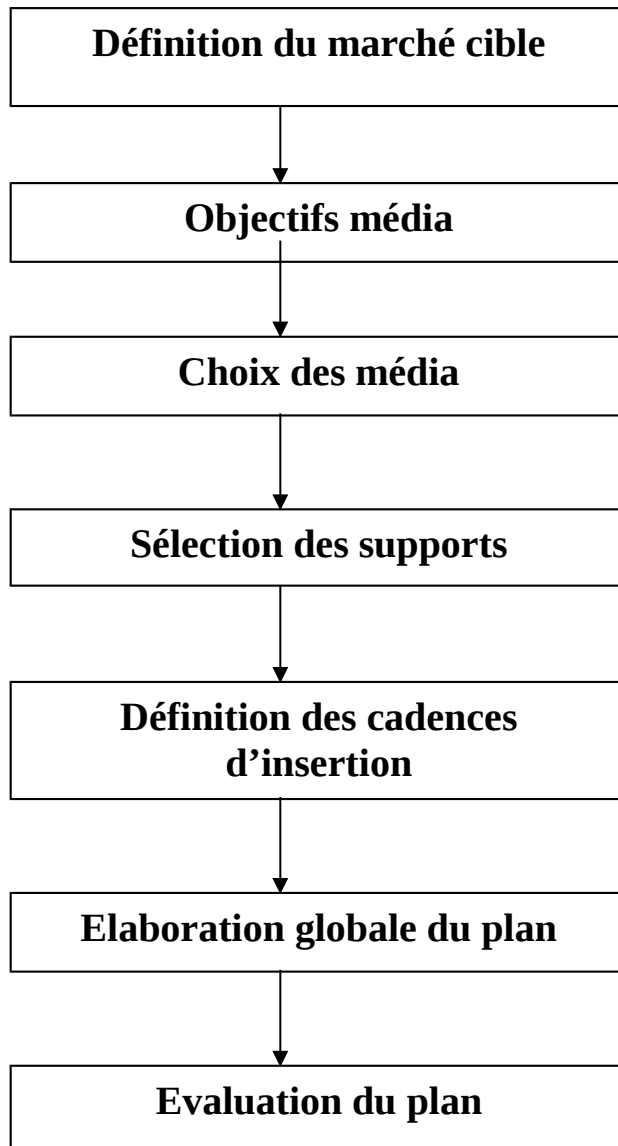 Définition du marché cible
Objectifs média
Choix des média
Sélection des supports
Définition des cadences
d’insertion
Elaboration globale du plan
Evaluation du plan